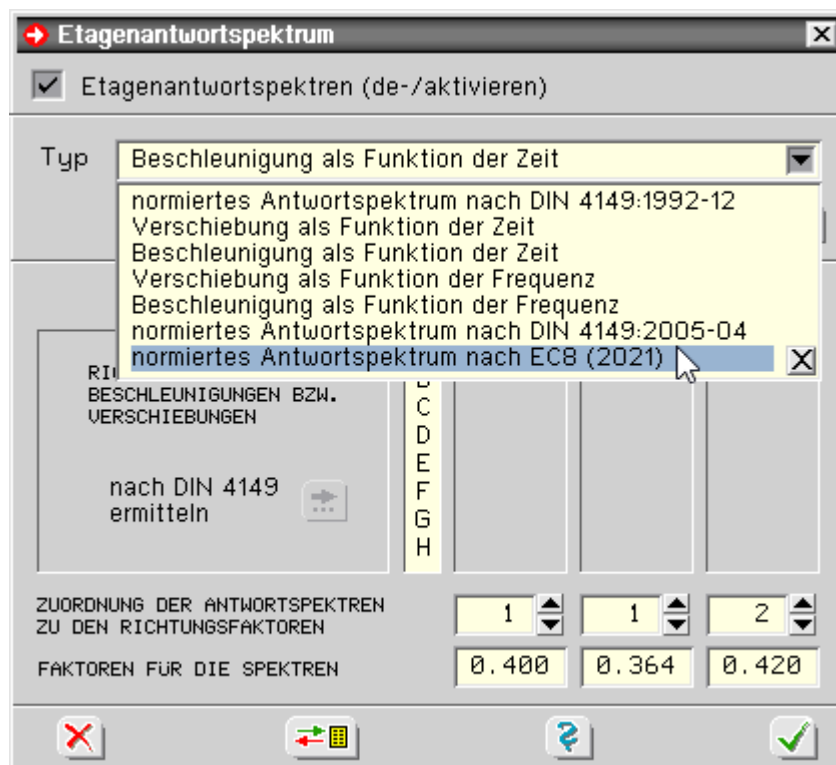 Etagenantwortspektrum
Etagenantwortspektren (de-/aktivieren)
Typ
Beschleunigung als Funktion der Zeit
normiertes Antwortspektrum nach DIN 4149:1992-12
Verschiebung als Funktion der Zeit
Beschleunigung als Funktion der Zeit
Verschiebung als Funktion der Frequenz
Beschleunigung als Funktion der Frequenz
normiertes Antwortspektrum nach DIN 4149:2005-04
normiertes Antwortspektrum nach EC8 (2021)
BESCHLEUNIGUNGEN BZW.
VERSCHIEBUNGEN
nach DIN 4149
ermitteln
C
D
E
F
G
H
ZUORDNUNG DER ANTWORTSPEKTREN
ZU DEN RICHTUNGSFAKTOREN
1 1 2
FAKTOREN FÜR DIE SPEKTREN
0.400 0.364 0.420